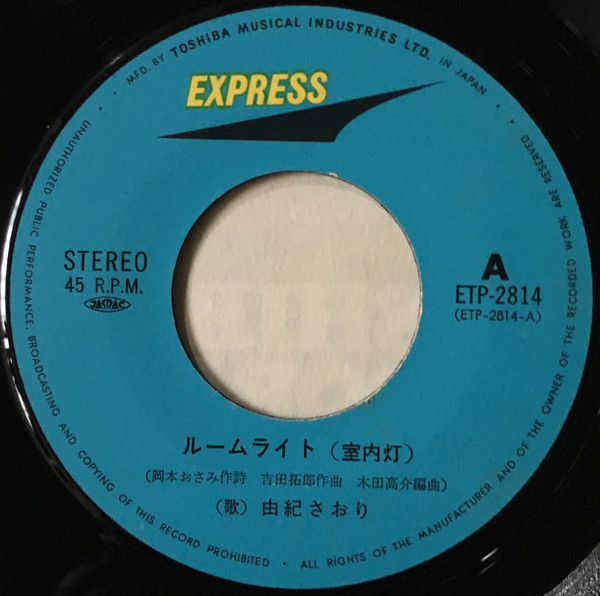 • MFD. BY TOSHIBA MUSICAL INDUSTRIES LTD. IN JAPAN •
EXPRESS
STEREO
45 R.P.M.
JASRAC
A
ETP-2814
(ETP-2814-A)
ルームライト(室内灯)
(岡本おさみ作詩 吉田拓郎作曲 木田高介編曲)
(歌) 由紀さおり
• UNAUTHORIZED PUBLIC PERFORMANCE, BROADCASTING AND COPYING OF THIS RECORD PROHIBITED • ALL RIGHTS OF THE MANUFACTURER AND OF THE OWNER OF THE RECORDED WORK ARE RESERVED •